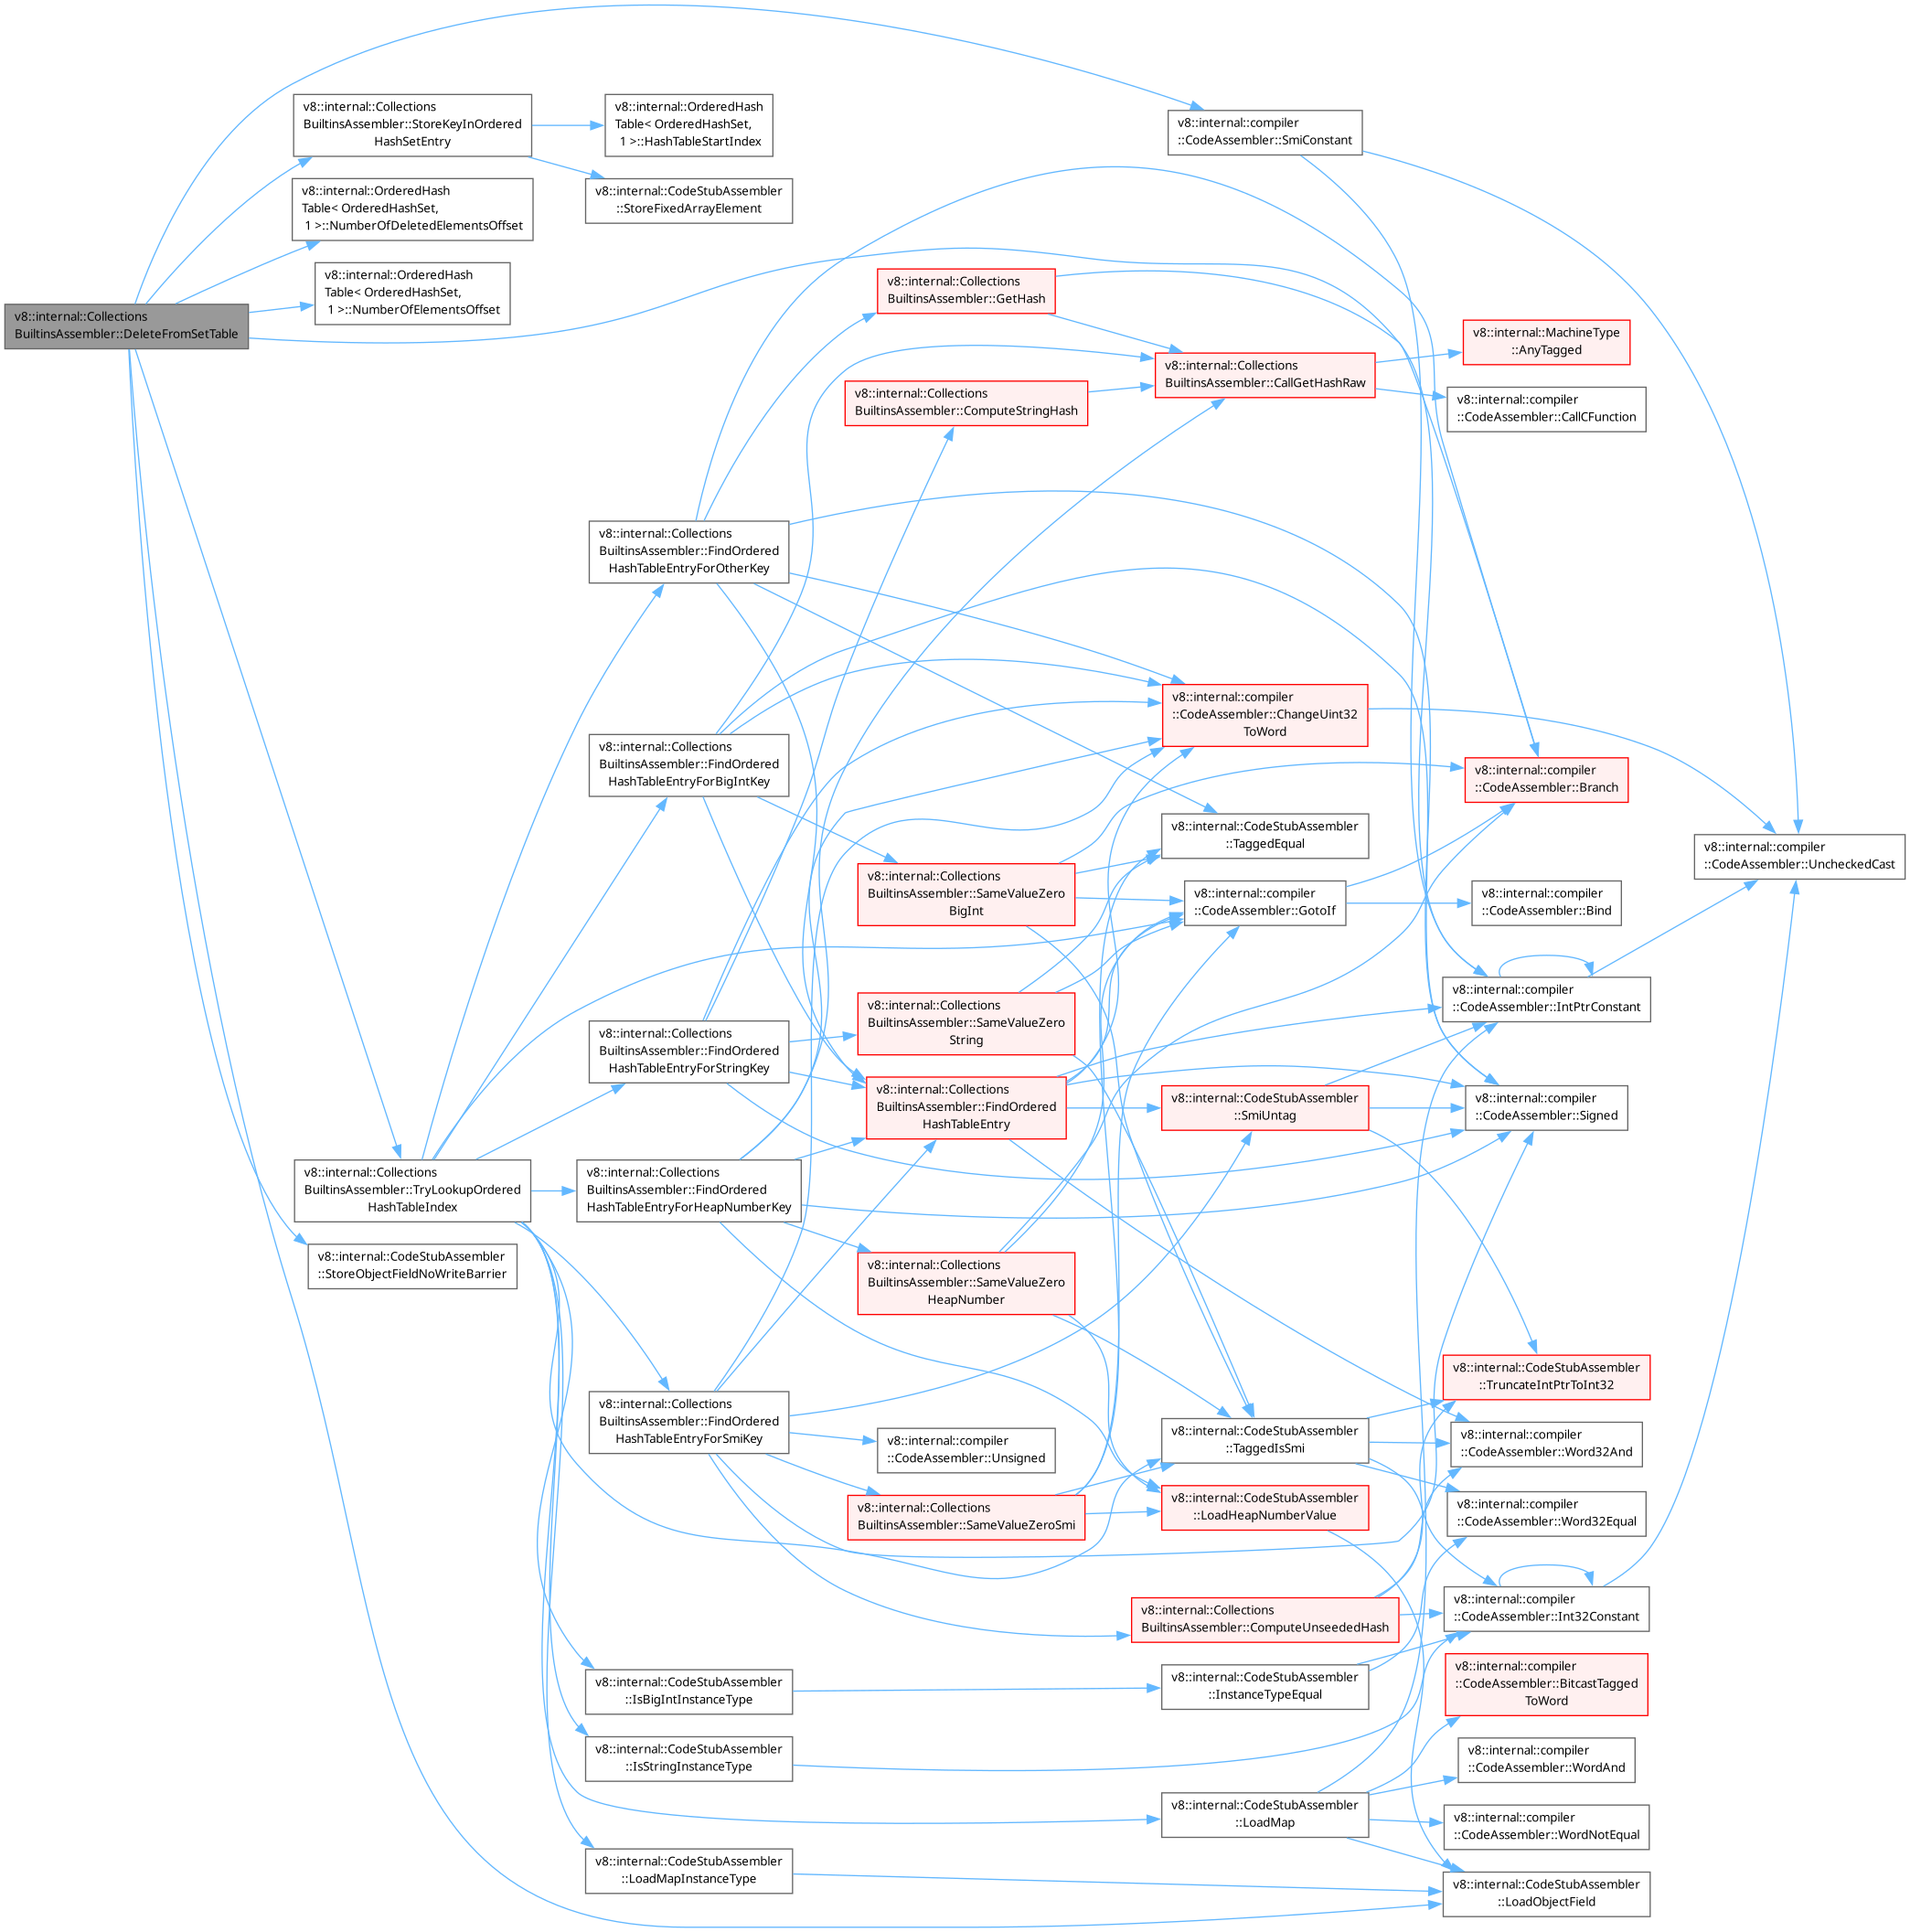 v8::internal::Collections
BuiltinsAssembler::DeleteFromSetTable
v8::internal::Collections
BuiltinsAssembler::StoreKeyInOrdered
HashSetEntry
v8::internal::OrderedHash
Table< OrderedHashSet,
1 >::NumberOfDeletedElementsOffset
v8::internal::OrderedHash
Table< OrderedHashSet,
1 >::NumberOfElementsOffset
v8::internal::Collections
BuiltinsAssembler::TryLookupOrdered
HashTableIndex
v8::internal::CodeStubAssembler
::StoreObjectFieldNoWriteBarrier
v8::internal::OrderedHash
Table< OrderedHashSet,
1 >::HashTableStartIndex
v8::internal::CodeStubAssembler
::StoreFixedArrayElement
v8::internal::Collections
BuiltinsAssembler::FindOrdered
HashTableEntryForOtherKey
v8::internal::Collections
BuiltinsAssembler::FindOrdered
HashTableEntryForBigIntKey
v8::internal::Collections
BuiltinsAssembler::FindOrdered
HashTableEntryForStringKey
v8::internal::Collections
BuiltinsAssembler::FindOrdered
HashTableEntryForHeapNumberKey
v8::internal::Collections
BuiltinsAssembler::FindOrdered
HashTableEntryForSmiKey
v8::internal::CodeStubAssembler
::IsBigIntInstanceType
v8::internal::CodeStubAssembler
::IsStringInstanceType
v8::internal::CodeStubAssembler
::LoadMapInstanceType
v8::internal::Collections
BuiltinsAssembler::GetHash
v8::internal::Collections
BuiltinsAssembler::ComputeStringHash
v8::internal::Collections
BuiltinsAssembler::SameValueZero
BigInt
v8::internal::Collections
BuiltinsAssembler::SameValueZero
String
v8::internal::Collections
BuiltinsAssembler::FindOrdered
HashTableEntry
v8::internal::Collections
BuiltinsAssembler::SameValueZero
HeapNumber
v8::internal::compiler
::CodeAssembler::Unsigned
v8::internal::Collections
BuiltinsAssembler::SameValueZeroSmi
v8::internal::compiler
::CodeAssembler::SmiConstant
v8::internal::Collections
BuiltinsAssembler::CallGetHashRaw
v8::internal::compiler
::CodeAssembler::ChangeUint32
ToWord
v8::internal::CodeStubAssembler
::TaggedEqual
v8::internal::compiler
::CodeAssembler::GotoIf
v8::internal::CodeStubAssembler
::SmiUntag
v8::internal::CodeStubAssembler
::TaggedIsSmi
v8::internal::CodeStubAssembler
::LoadHeapNumberValue
v8::internal::Collections
BuiltinsAssembler::ComputeUnseededHash
v8::internal::CodeStubAssembler
::InstanceTypeEqual
v8::internal::CodeStubAssembler
::LoadMap
v8::internal::MachineType
::AnyTagged
v8::internal::compiler
::CodeAssembler::CallCFunction
v8::internal::compiler
::CodeAssembler::Branch
v8::internal::compiler
::CodeAssembler::Bind
v8::internal::compiler
::CodeAssembler::IntPtrConstant
v8::internal::compiler
::CodeAssembler::Signed
v8::internal::CodeStubAssembler
::TruncateIntPtrToInt32
v8::internal::compiler
::CodeAssembler::Word32And
v8::internal::compiler
::CodeAssembler::Word32Equal
v8::internal::compiler
::CodeAssembler::Int32Constant
v8::internal::compiler
::CodeAssembler::BitcastTagged
ToWord
v8::internal::compiler
::CodeAssembler::WordAnd
v8::internal::compiler
::CodeAssembler::WordNotEqual
v8::internal::CodeStubAssembler
::LoadObjectField
v8::internal::compiler
::CodeAssembler::UncheckedCast